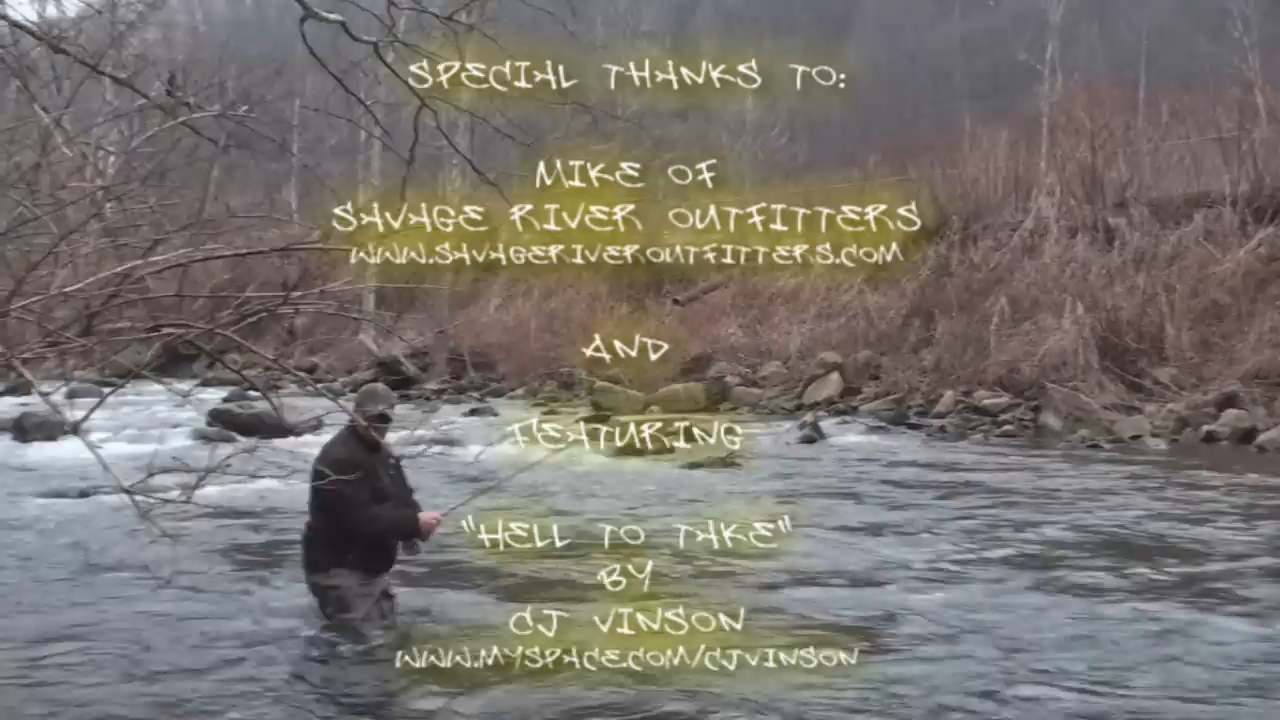 SPECIAL THANKS TO:
MIKE OF
SAVAGE RIVER OUTFITTERS
WWW.SAVAGERIVEROUTFITTERS.COM
AND
FEATURING
"HELL TO TAKE"
BY
CJ VINSON
WWW.MYSPACE.COM/CJVINSON